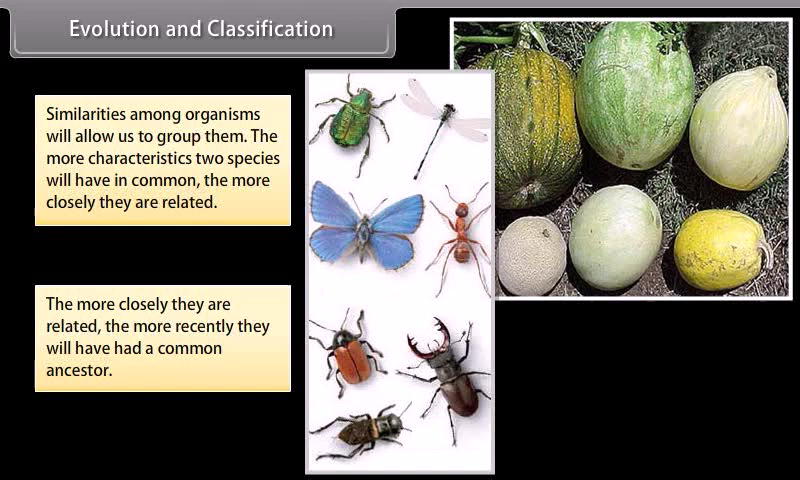 Evolution and Classification
Similarities among organisms
will allow us to group them. The
more characteristics two species
will have in common, the more
closely they are related.
The more closely they are
related, the more recently they
will have had a common
ancestor.